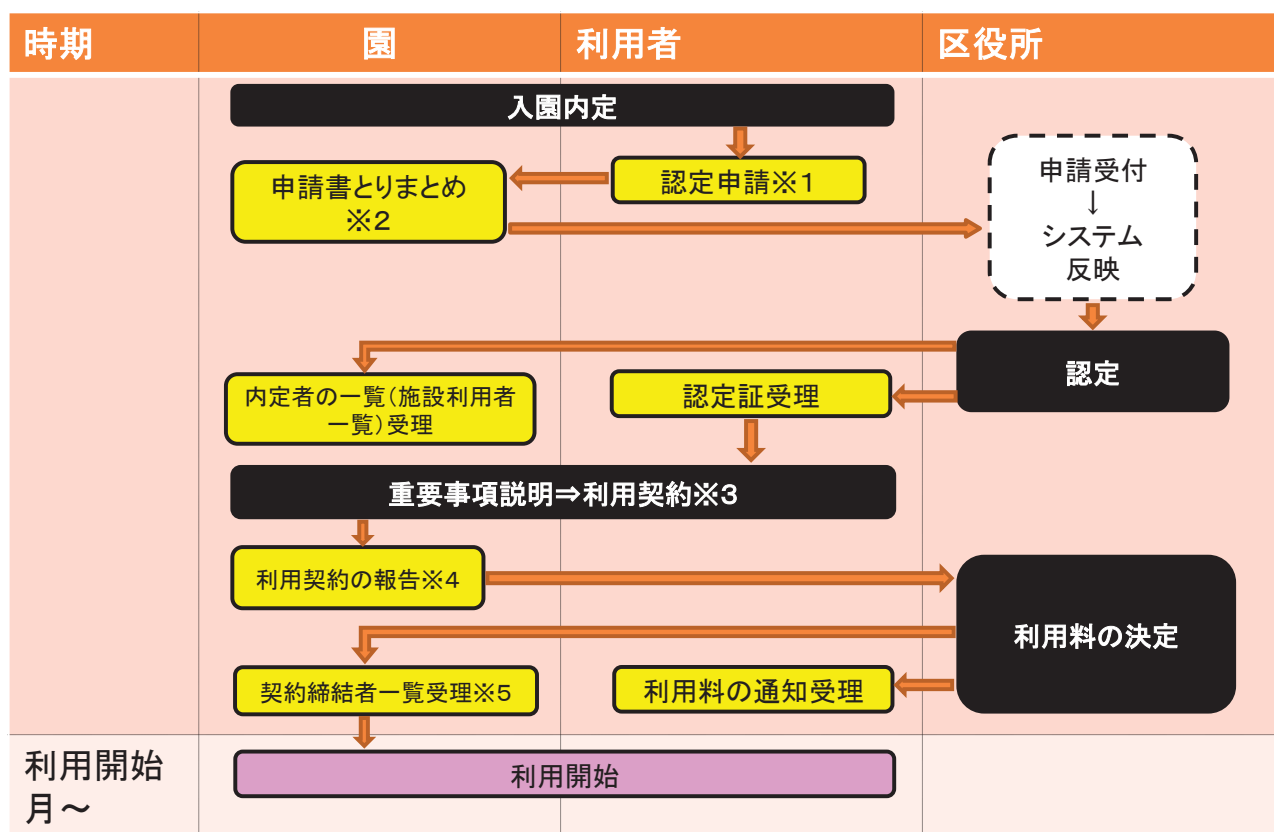 時期
園
利用者
区役所
入園内定
認定申請※1
申請書とりまとめ
※2
申請受付
↓
システム
反映
認定
内定者の一覧(施設利用者
一覧)受理
認定証受理
重要事項説明⇒利用契約※3
利用契約の報告※4
利用料の決定
契約締結者一覧受理※5
利用料の通知受理
利用開始
月～
利用開始